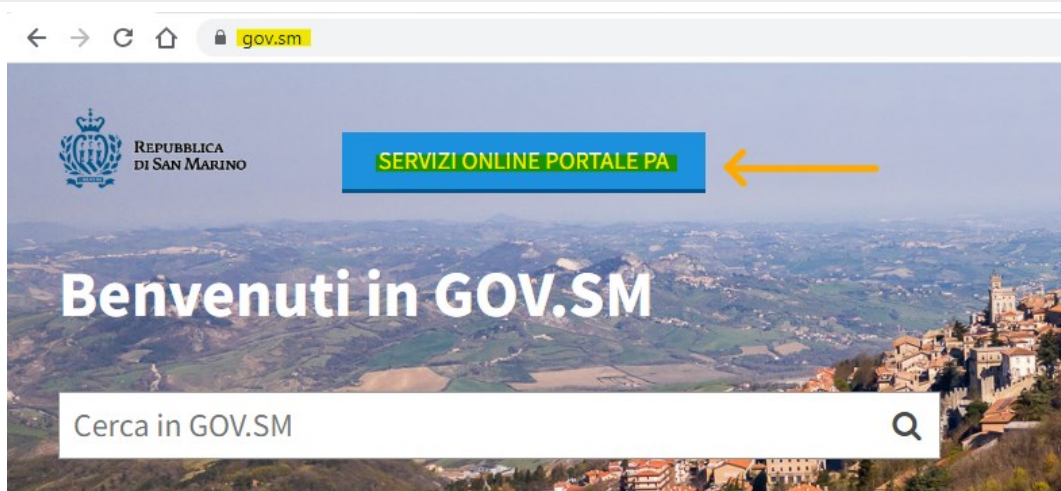 gov.sm
REPUBBLICA
DI SAN MARINO
SERVIZI ONLINE PORTALE PA
Benvenuti in GOV.SM
Cerca in GOV.SM